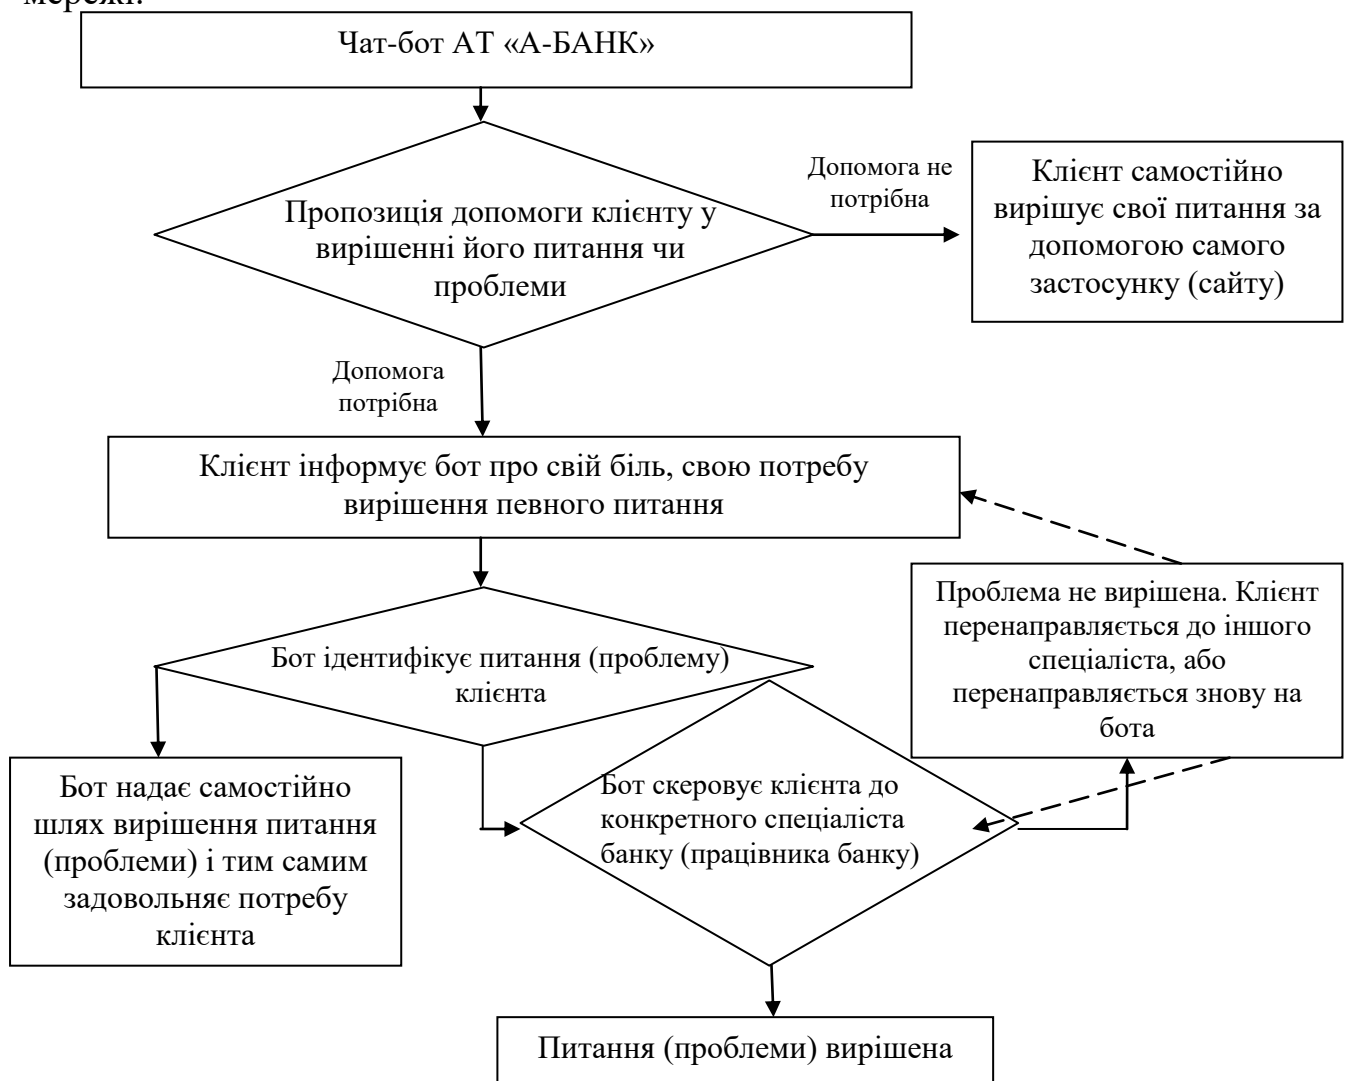 мережі.
Чат-бот АТ «А-БАНК»
Допомога не
потрібна
Клієнт самостійно
вирішує свої питання за
допомогою самого
застосунку (сайту)
Пропозиція допомоги клієнту у
вирішенні його питання чи
проблеми
Допомога
потрібна
Клієнт інформує бот про свій біль, свою потребу
вирішення певного питання
Проблема не вирішена. Клієнт
перенаправляється до іншого
спеціаліста, або
перенаправляється знову на
бота
Бот ідентифікує питання (проблему)
клієнта
Бот надає самостійно
шлях вирішення питання
(проблеми) і тим самим
задовольняє потребу
клієнта
Бот скеровує клієнта до
конкретного спеціаліста
банку (працівника банку)
Питання (проблеми) вирішена